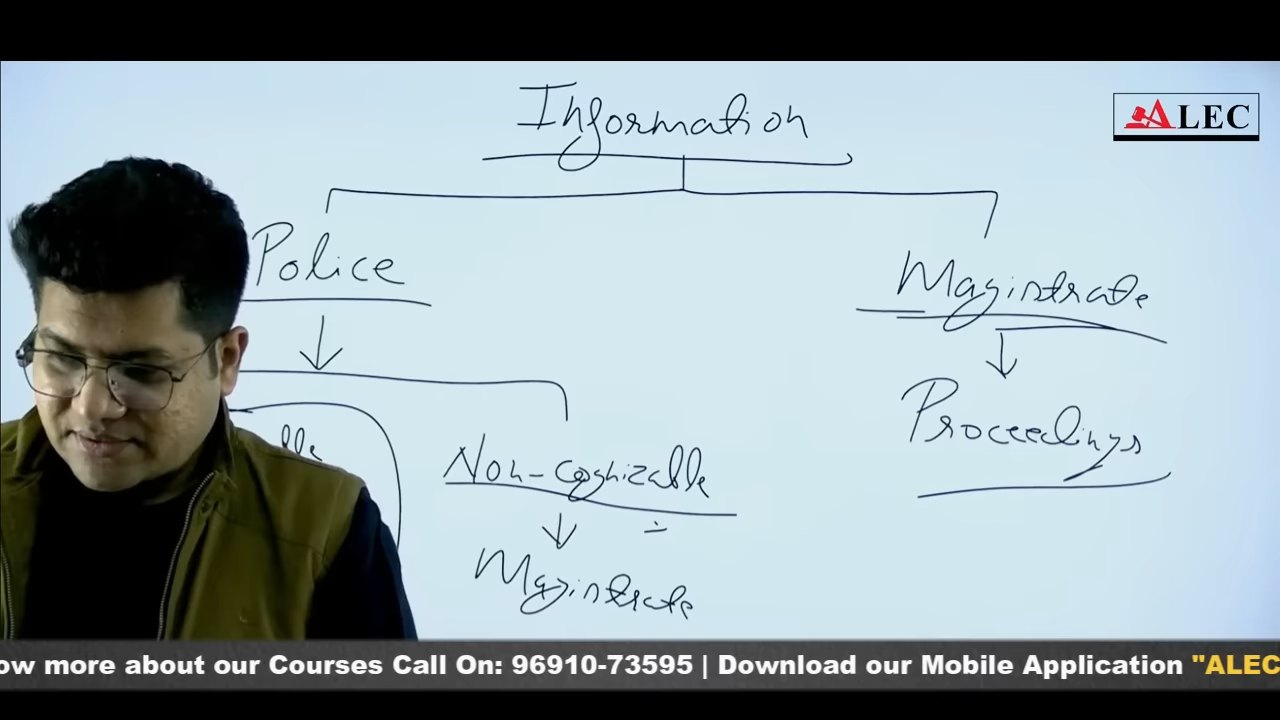 Information
ALEC
Police
Magistrate
Proceedings
Non-cognizable
Magistrate
ow more about our Courses Call On: 96910-73595 | Download our Mobile Application "ALEC